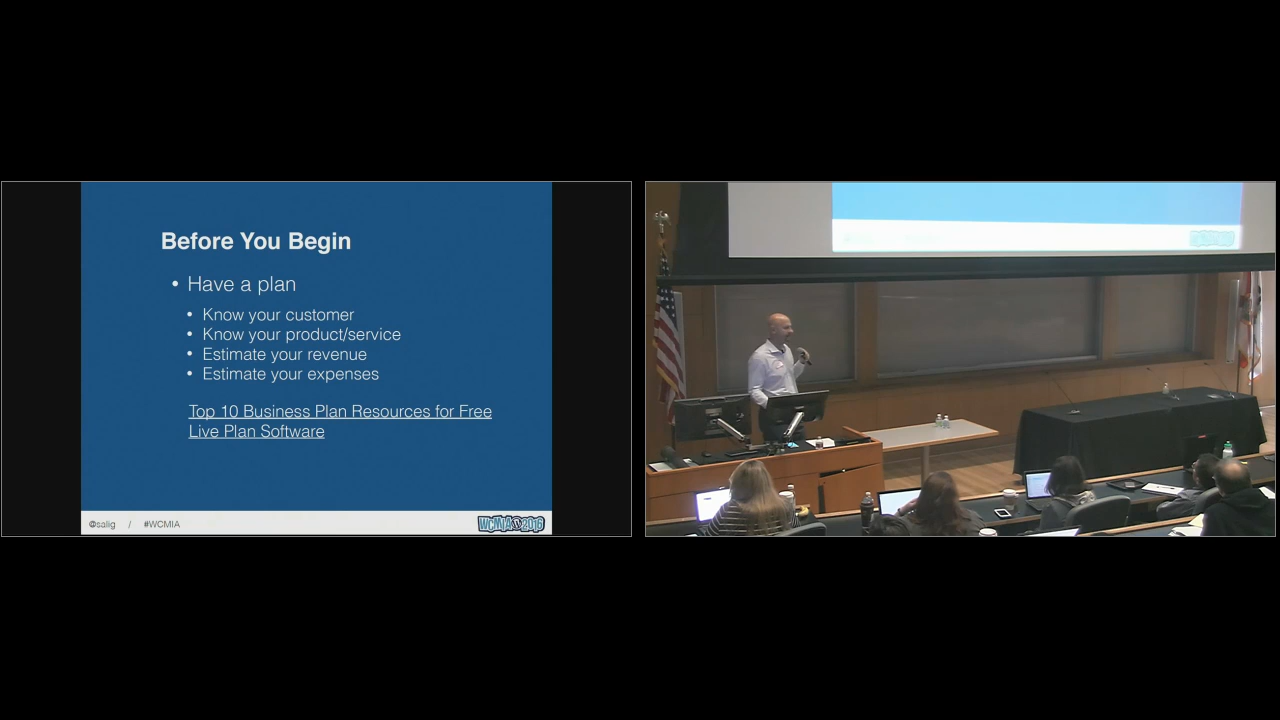 Before You Begin
• Have a plan
• Know your customer
• Know your product/service
• Estimate your revenue
• Estimate your expenses
Top 10 Business Plan Resources for Free
Live Plan Software
@salig / #WCMIA
WCMIA 2016